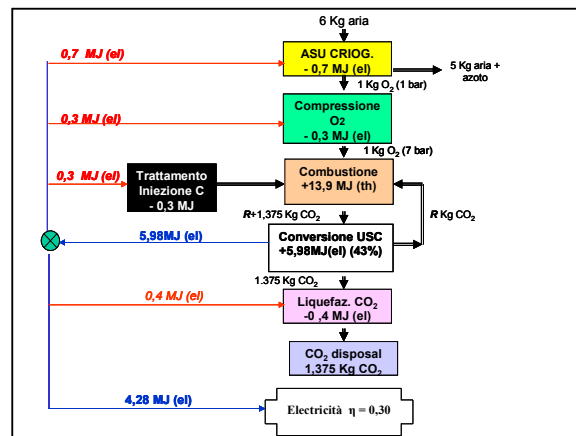 6 Kg aria
0,7 MJ (el)
ASU CRIOG.
- 0,7 MJ (el)
5 Kg aria +
azoto
1 Kg O2 (1 bar)
0,3 MJ (el)
Compressione
O2
- 0,3 MJ (el)
1 Kg O2 (7 bar)
0,3 MJ (el)
Trattamento
Iniezione C
- 0,3 MJ
Combustione
+13,9 MJ (th)
R+1,375 Kg CO2
R Kg CO2
5,98MJ (el)
Conversione USC
+5,98MJ(el) (43%)
1.375 Kg CO2
0,4 MJ (el)
Liquefaz. CO2
-0 ,4 MJ (el)
CO2 disposal
1,375 Kg CO2
4,28 MJ (el)
Electricità η = 0,30